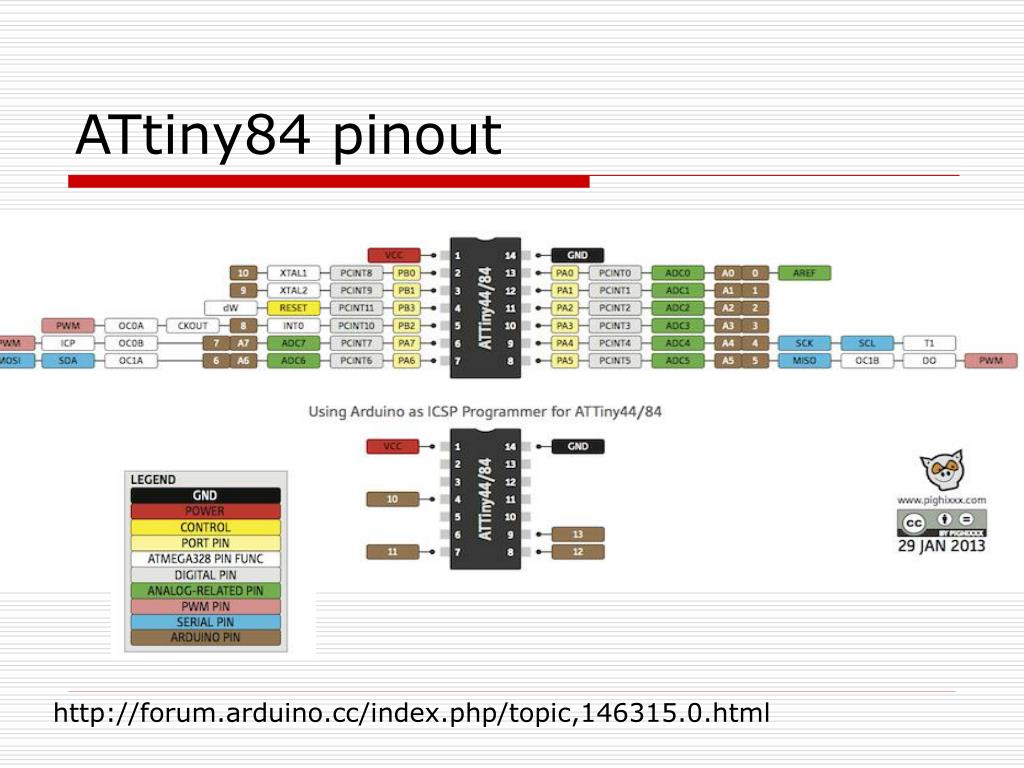 ATtiny84 pinout
VCC 1 14 GND
10 XTAL1 PCINT8 PB0 2 13 PA0 PCINT0 ADC0 A0 0 AREF
9 XTAL2 PCINT9 PB1 3 12 PA1 PCINT1 ADC1 A1 1
dW RESET PCINT11 PB3 4 11 PA2 PCINT2 ADC2 A2 2
PWM OC0A CKOUT 8 INT0 PCINT10 PB2 5 10 PA3 PCINT3 ADC3 A3 3
PWM ICP OC0B 7 A7 ADC7 PCINT7 PA7 6 9 PA4 PCINT4 ADC4 A4 4 SCK SCL T1
MOSI SDA OC1A 6 A6 ADC6 PCINT6 PA6 7 8 PA5 PCINT5 ADC5 A5 5 MISO OC1B DO PWM
ATTiny44/84
Using Arduino as ICSP Programmer for ATTiny44/84
VCC 1 14 GND
2 13
3 12
10 4 11
5 10
6 9 13
11 7 8 12
ATTiny44/84
LEGEND
GND
POWER
CONTROL
PORT PIN
ATMEGA328 PIN FUNC
DIGITAL PIN
ANALOG-RELATED PIN
PWM PIN
SERIAL PIN
ARDUINO PIN
www.pighixxx.com
cc
BY PIGHIXXX
29 JAN 2013
http://forum.arduino.cc/index.php/topic,146315.0.html